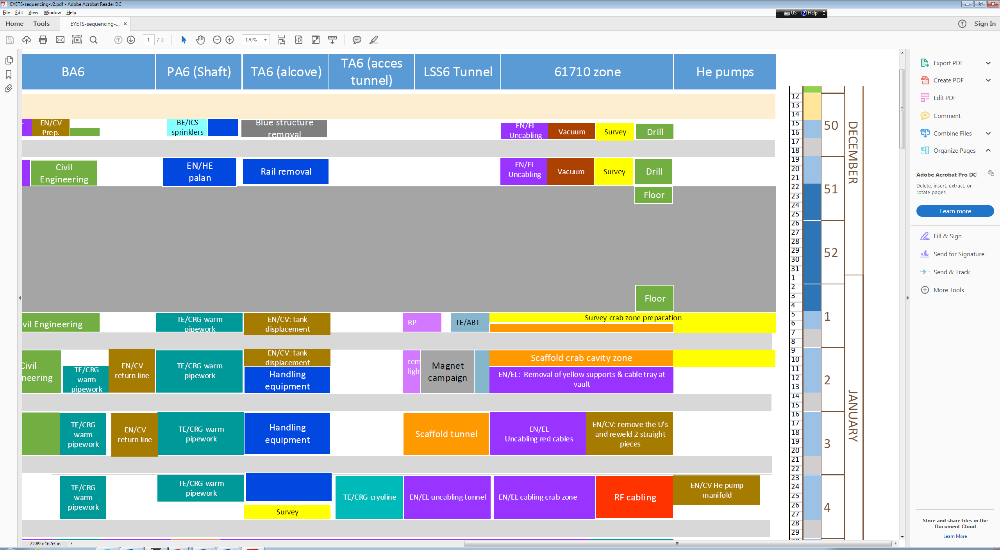 EYETS-sequencing-v2.pdf - Adobe Acrobat Reader DC
File Edit View Window Help
US Help
Home Tools EYETS-sequencing-... × Sign In
1 / 2 170%
BA6 PA6 (Shaft) TA6 (alcove) TA6 (acces tunnel) LSS6 Tunnel 61710 zone He pumps
EN/CV
Prep.
BE/ICS
sprinklers
Blue structure
removal
EN/EL
Uncabling
Vacuum
Survey
Drill
Civil
Engineering
EN/HE
palan
Rail removal
EN/EL
Uncabling
Vacuum
Survey
Drill
Floor
Floor
vil Engineering
TE/CRG warm
pipework
EN/CV: tank
displacement
RP
TE/ABT
Survey crab zone preparation
Civil
neering
TE/CRG
warm
pipework
EN/CV
return line
TE/CRG warm
pipework
EN/CV: tank
displacement
Handling
equipment
rem
ligh
Magnet
campaign
Scaffold crab cavity zone
EN/EL: Removal of yellow supports & cable tray at
vault
TE/CRG
warm
pipework
EN/CV
return line
TE/CRG warm
pipework
Handling
equipment
Scaffold tunnel
EN/EL
Uncabling red cables
EN/CV: remove the U’s
and reweld 2 straight
pieces
TE/CRG
warm
pipework
TE/CRG warm
pipework
Survey
TE/CRG cryoline
EN/EL uncabling tunnel
EN/EL cabling crab zone
RF cabling
EN/CV He pump
manifold
12
13
14
15
16
17
18
19
20
21
22
23
24
25
26
27
28
29
30
31
1
2
3
4
5
6
7
8
9
10
11
12
13
14
15
16
17
18
19
20
21
22
23
24
25
26
27
28
29
50
51
52
1
2
3
4
DECEMBER
JANUARY
Export PDF
Create PDF
Edit PDF
Comment
Combine Files
Organize Pages
Adobe Acrobat Pro DC
Delete, insert, extract, or
rotate pages
Learn more
Fill & Sign
Send for Signature
Send & Track
More Tools
Store and share files in the
Document Cloud
Learn More
22.89 x 16.53 in